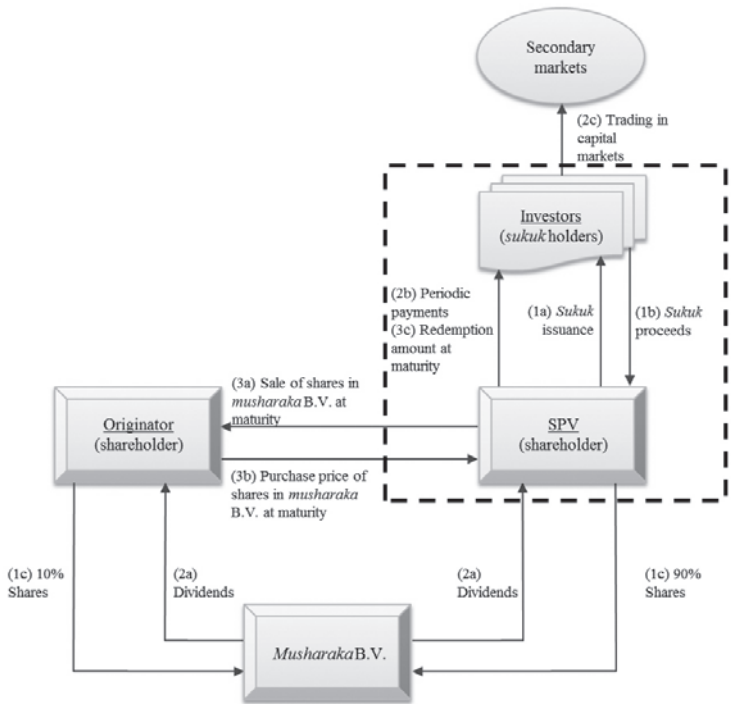 Secondary
markets
(2c) Trading in
capital
markets
Investors
(sukuk holders)
(2b) Periodic
payments
(3c) Redemption
amount at
maturity
(1a) Sukuk
issuance
(1b) Sukuk
proceeds
(3a) Sale of shares in
musharaka B.V. at
maturity
Originator
(shareholder)
SPV
(shareholder)
(3b) Purchase price of
shares in musharaka
B.V. at maturity
(1c) 10%
Shares
(2a)
Dividends
(2a)
Dividends
(1c) 90%
Shares
Musharaka B.V.